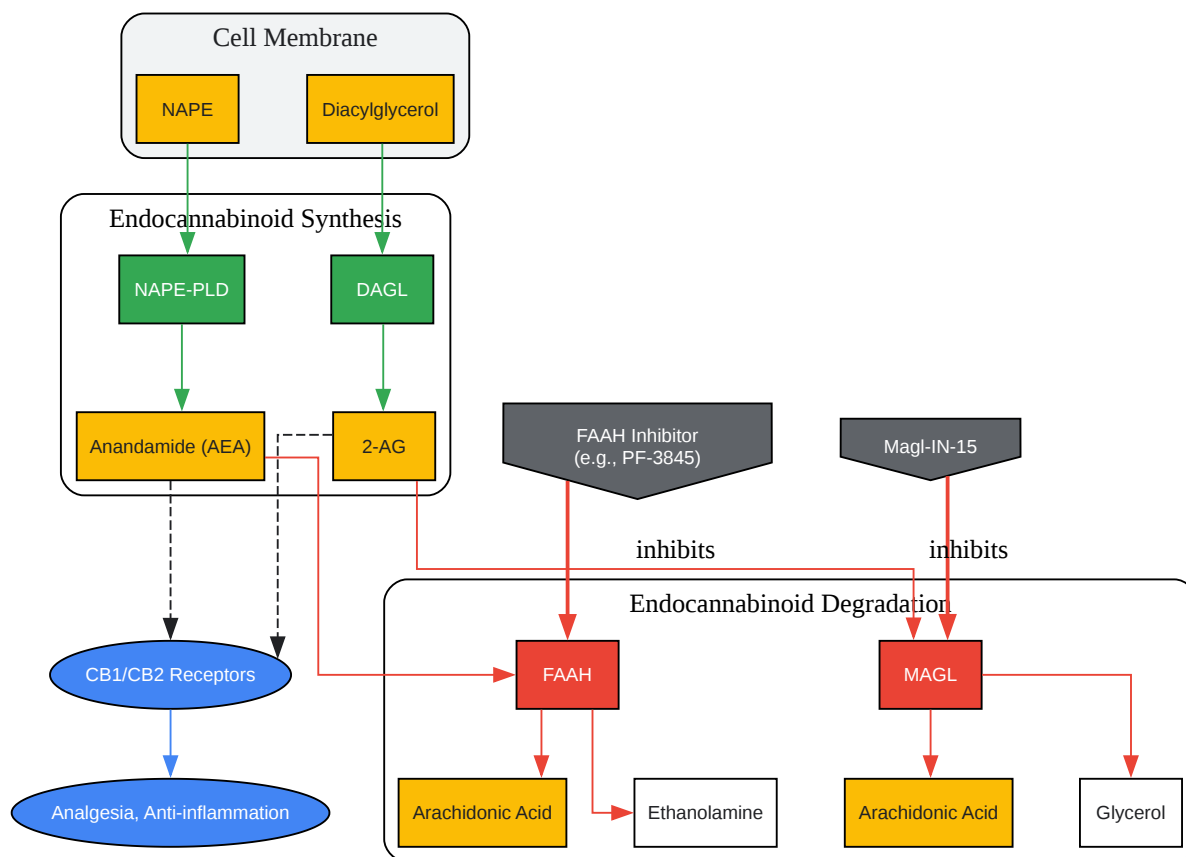 Cell Membrane
NAPE
Diacylglycerol
Endocannabinoid Synthesis
NAPE-PLD
DAGL
Anandamide (AEA)
2-AG
FAAH Inhibitor
(e.g., PF-3845)
Magl-IN-15
inhibits
inhibits
Endocannabinoid Degradation
CB1/CB2 Receptors
FAAH
MAGL
Analgesia, Anti-inflammation
Arachidonic Acid
Ethanolamine
Arachidonic Acid
Glycerol